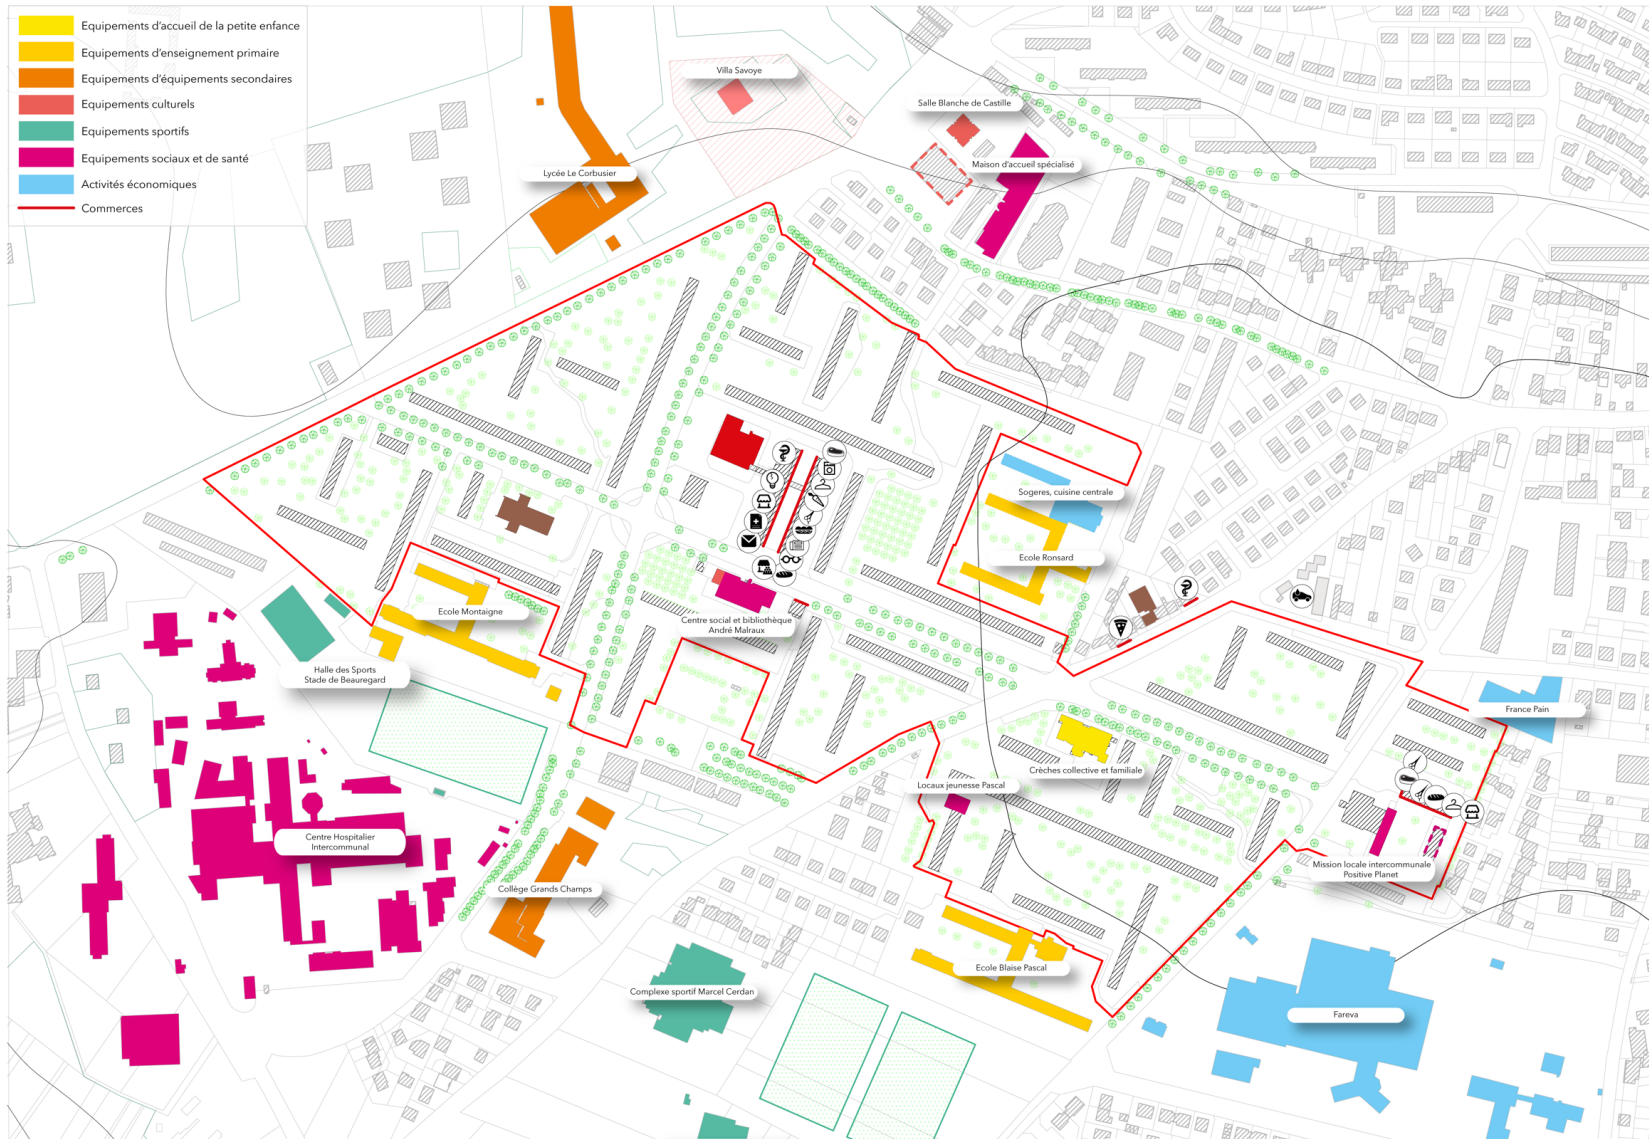 Equipements d'accueil de la petite enfance
Equipements d'enseignement primaire
Equipements d'équipements secondaires
Equipements culturels
Equipements sportifs
Equipements sociaux et de santé
Activités économiques
Commerces
Villa Savoye
Salle Blanche de Castille
Lycée Le Corbusier
Maison d'accueil spécialisé
Sogeres, cuisine centrale
Ecole Ronsard
Ecole Montaigne
Centre social et bibliothèque
André Malraux
Halle des Sports
Stade de Beauregard
France Pain
Crèches collective et familiale
Locaux jeunesse Pascal
Centre Hospitalier
Intercommunal
Mission locale intercommunale
Positive Planet
Collège Grands Champs
Ecole Blaise Pascal
Complexe sportif Marcel Cerdan
Fareva